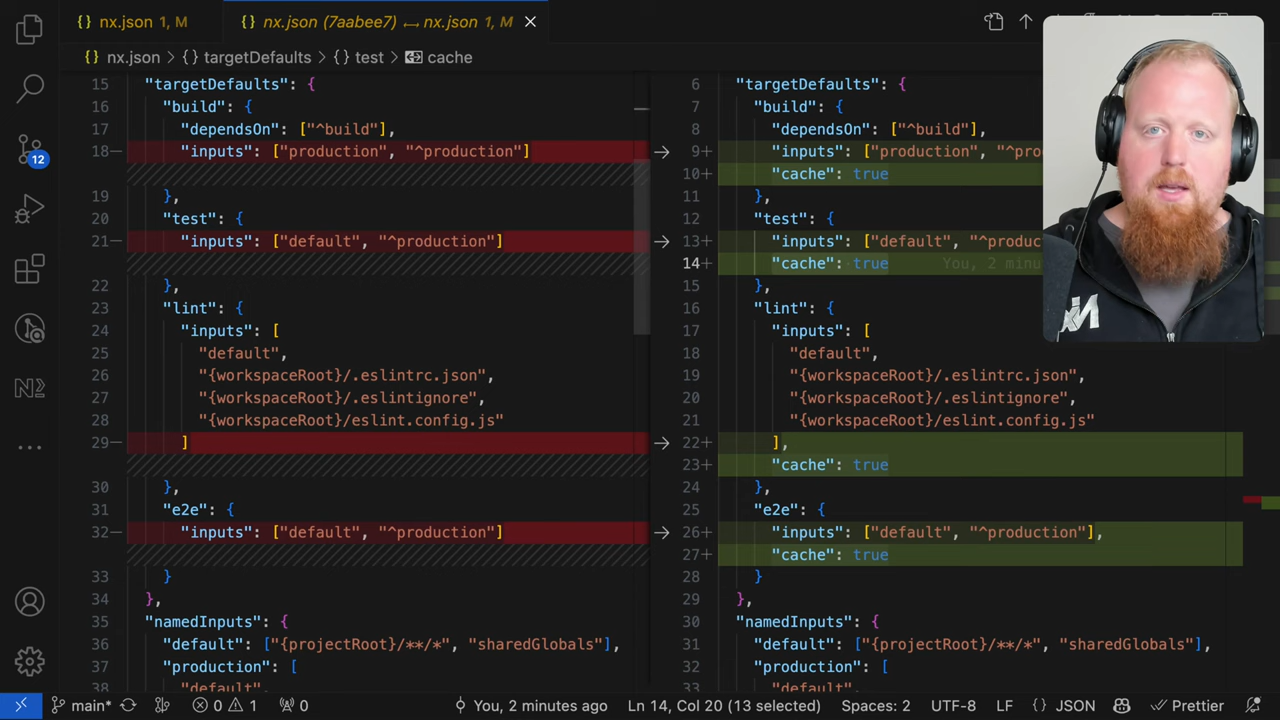 nx.json 1, M
nx.json (7aabee7) ↔ nx.json 1, M
nx.json > {} targetDefaults > {} test > cache
12
15 "targetDefaults": {
16 "build": {
17 "dependsOn": ["^build"],
18— "inputs": ["production", "^production"]
19 },
20 "test": {
21— "inputs": ["default", "^production"]
22 },
23 "lint": {
24 "inputs": [
25 "default",
26 "{workspaceRoot}/.eslintrc.json",
27 "{workspaceRoot}/.eslintignore",
28 "{workspaceRoot}/eslint.config.js"
29— ]
30 },
31 "e2e": {
32— "inputs": ["default", "^production"]
33 }
34 },
35 "namedInputs": {
36 "default": ["{projectRoot}/**/*", "sharedGlobals"],
37 "production": [
38 "default",
6 "targetDefaults": {
7 "build": {
8 "dependsOn": ["^build"],
9+ "inputs": ["production", "^pro
10+ "cache": true
11 },
12 "test": {
13+ "inputs": ["default", "^produc
14+ "cache": true You, 2 minu
15 },
16 "lint": {
17 "inputs": [
18 "default",
19 "{workspaceRoot}/.eslintrc.json",
20 "{workspaceRoot}/.eslintignore",
21 "{workspaceRoot}/eslint.config.js"
22+ ],
23+ "cache": true
24 },
25 "e2e": {
26+ "inputs": ["default", "^production"],
27+ "cache": true
28 }
29 },
30 "namedInputs": {
31 "default": ["{projectRoot}/**/*", "sharedGlobals"],
32 "production": [
33 "default",
main* 0 1 0 You, 2 minutes ago Ln 14, Col 20 (13 selected) Spaces: 2 UTF-8 LF {} JSON Prettier